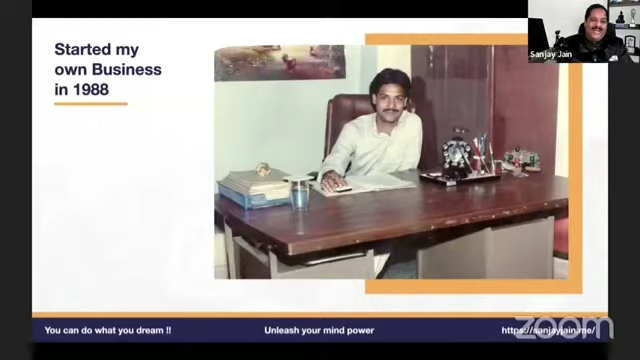 Started my
own Business
in 1988
Sanjay Jain
You can do what you dream !!
Unleash your mind power
https://sanjayjain.me/
zoom